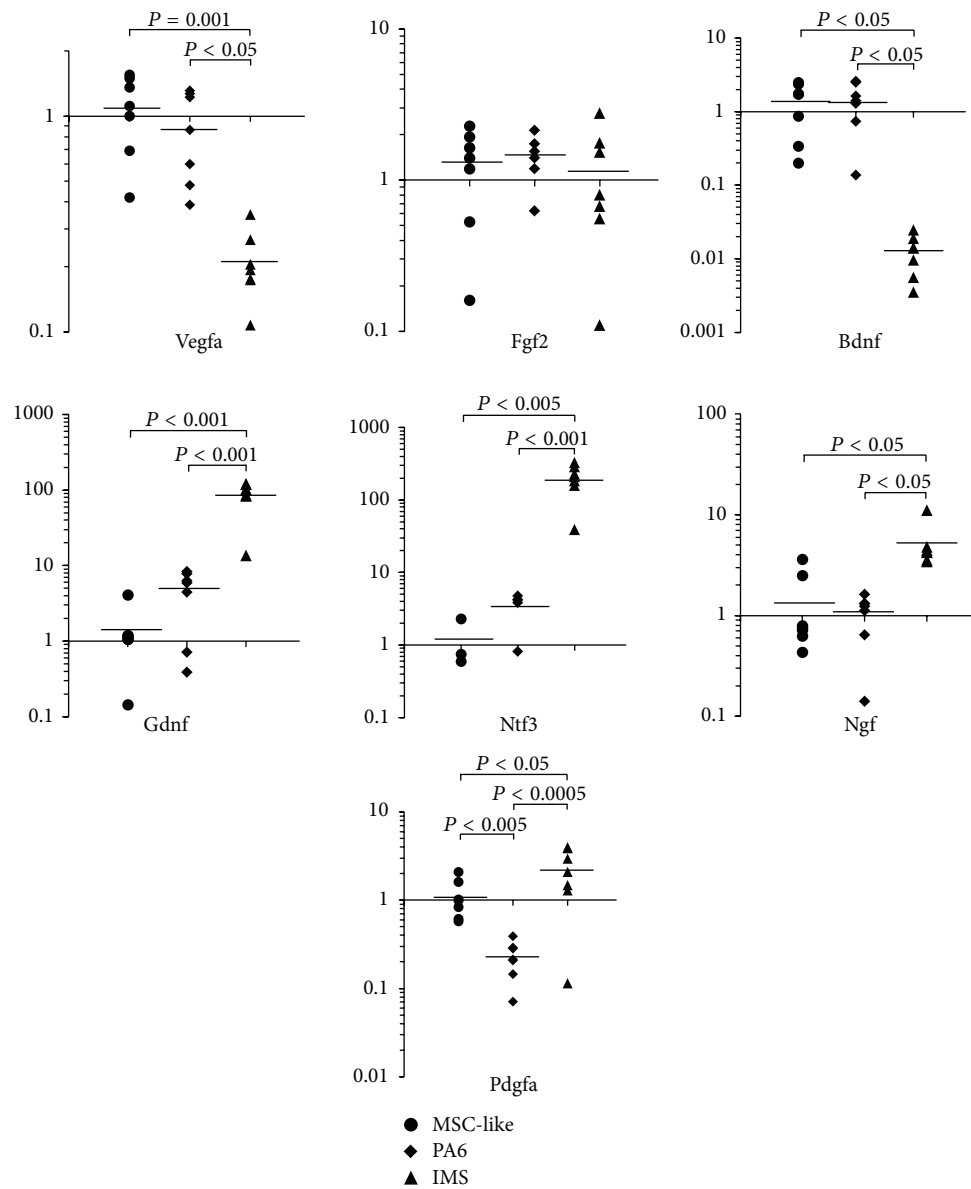 P = 0.001
P < 0.05
1
0.1
Vegfa
10
1
0.1
Fgf2
P < 0.05
P < 0.05
10
1
0.1
0.01
0.001
Bdnf
1000
100
10
1
0.1
P < 0.001
P < 0.001
Gdnf
1000
100
10
1
0.1
P < 0.005
P < 0.001
Ntf3
100
10
1
0.1
P < 0.05
P < 0.05
Ngf
P < 0.05
P < 0.0005
P < 0.005
10
1
0.1
0.01
Pdgfa
MSC-like
PA6
IMS